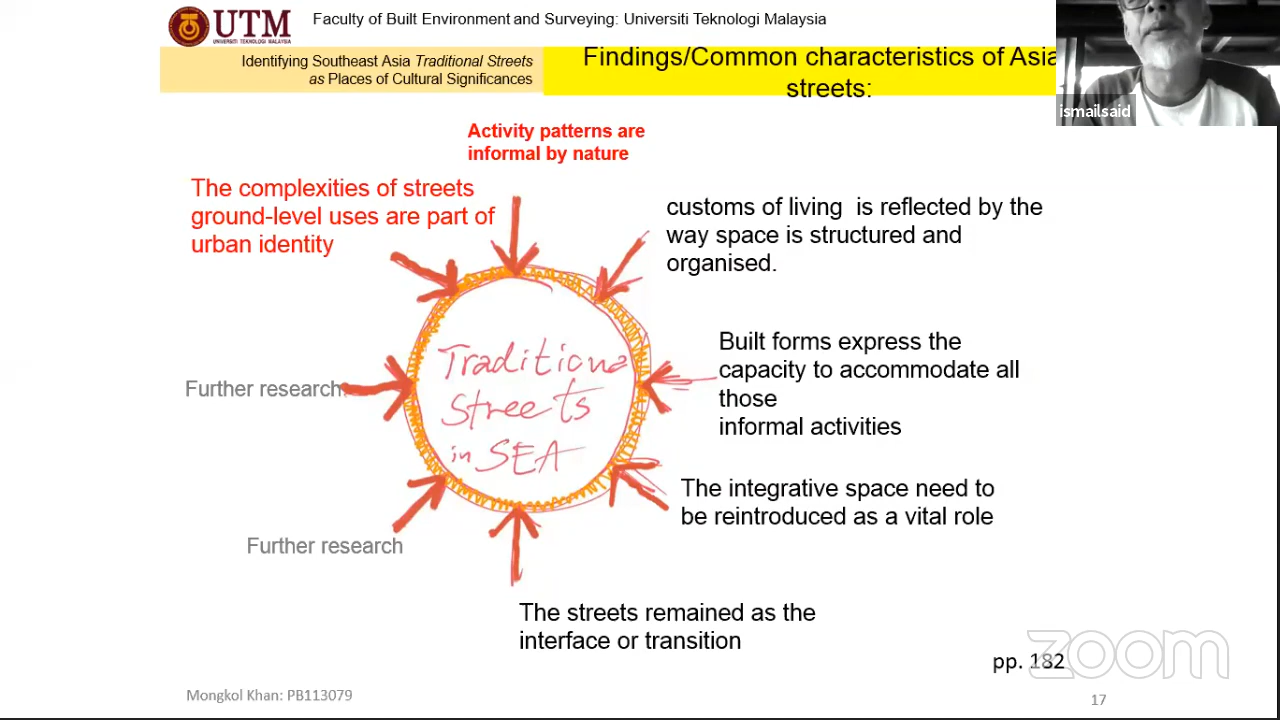 UTM
UNIVERSITI TEKNOLOGI MALAYSIA
Faculty of Built Environment and Surveying: Universiti Teknologi Malaysia
Identifying Southeast Asia Traditional Streets
as Places of Cultural Significances
Findings/Common characteristics of Asia
streets:
ismailsaid
Activity patterns are
informal by nature
The complexities of streets
ground-level uses are part of
urban identity
customs of living is reflected by the
way space is structured and
organised.
Built forms express the
capacity to accommodate all
those
informal activities
Further research
Traditional
Streets
in SEA
The integrative space need to
be reintroduced as a vital role
Further research
The streets remained as the
interface or transition
zoom
pp. 182
Mongkol Khan: PB113079
17